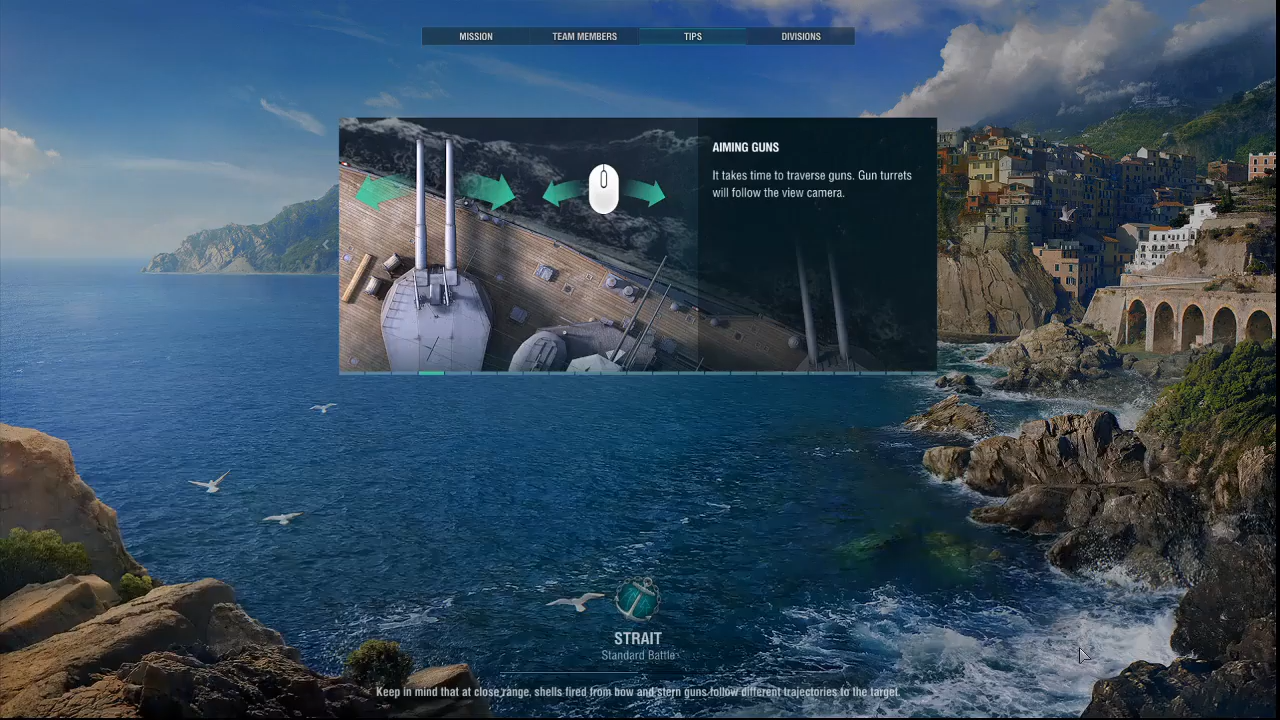 MISSION
TEAM MEMBERS
TIPS
DIVISIONS
AIMING GUNS
It takes time to traverse guns. Gun turrets
will follow the view camera.
STRAIT
Standard Battle
Keep in mind that at close range, shells fired from bow and stern guns follow different trajectories to the target.